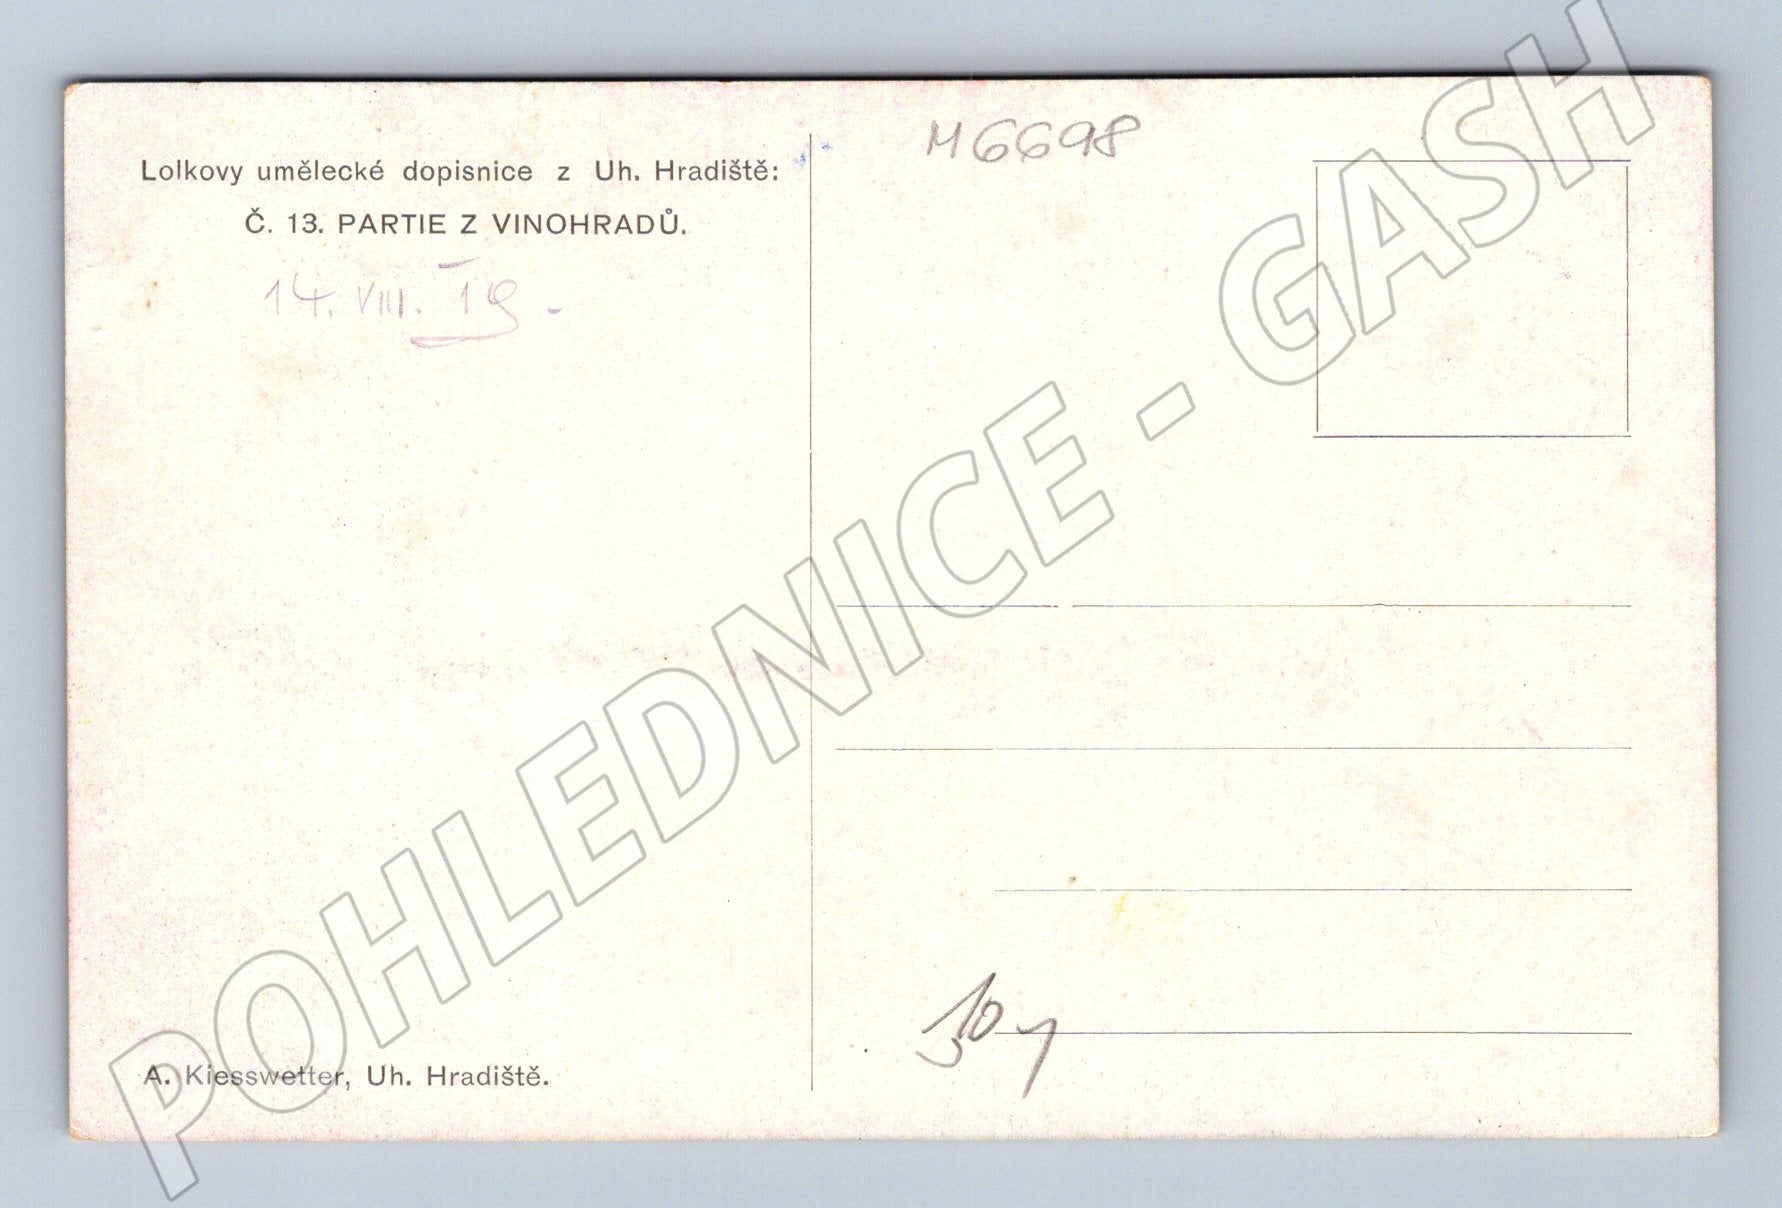 M6698
Lolkovy umělecké dopisnice z Uh. Hradiště:
Č. 13. PARTIE Z VINOHRADŮ.
14. VIII. 19.-
POHLEDNICE - GASH
A. Kiesswetter, Uh. Hradiště.